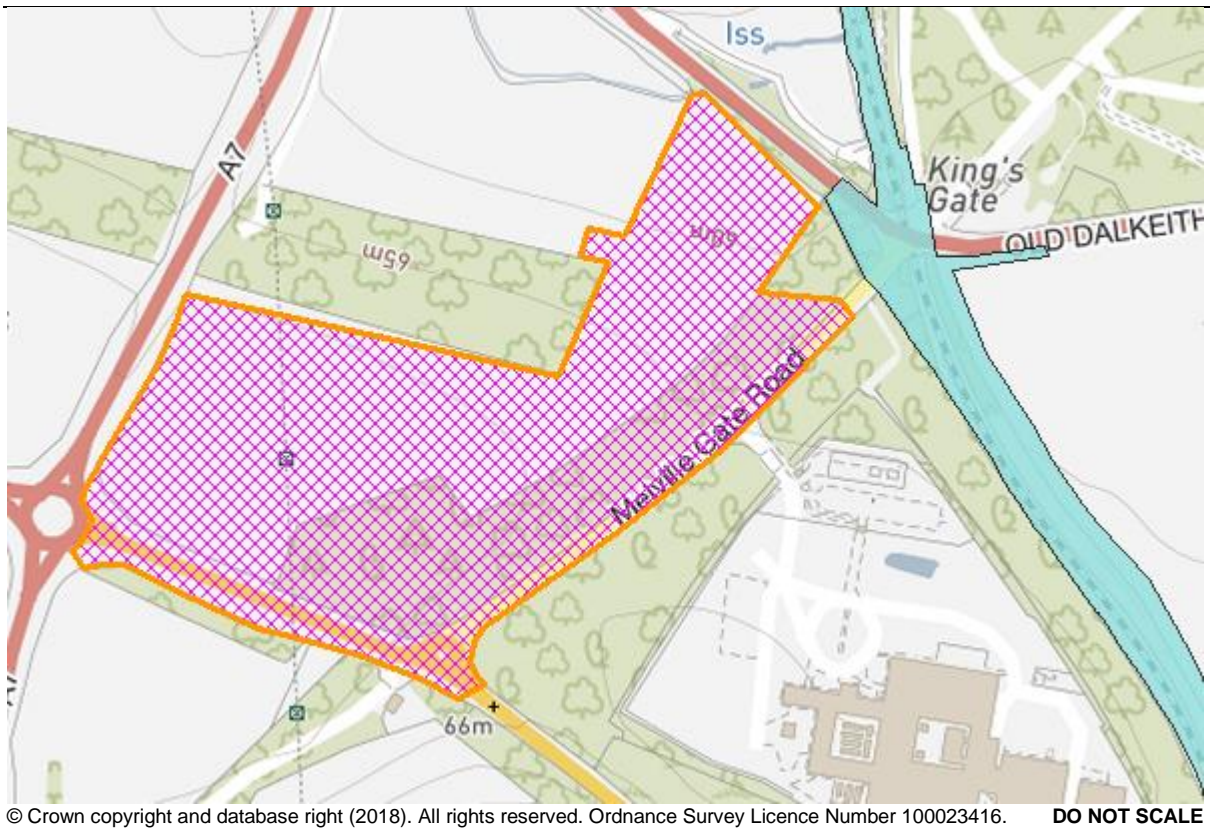 Iss
A7
King's
Gate
OLD DALKEITH
65m
68m
Melville Gate Road
A7
66m
© Crown copyright and database right (2018). All rights reserved. Ordnance Survey Licence Number 100023416. DO NOT SCALE